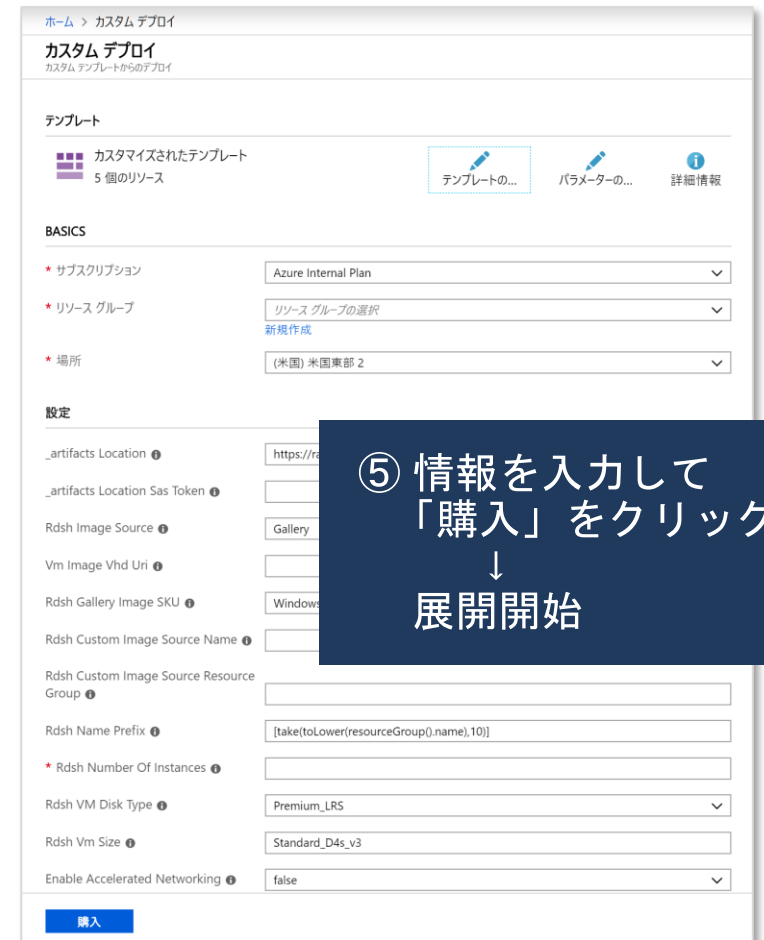 ホーム > カスタム デプロイ
カスタム デプロイ
カスタム テンプレートからのデプロイ
テンプレート
カスタマイズされたテンプレート
5 個のリソース
テンプレートの...
パラメーターの...
詳細情報
BASICS
* サブスクリプション
Azure Internal Plan
* リソース グループ
リソース グループの選択
新規作成
* 場所
(米国) 米国東部 2
設定
_artifacts Location
https://ra
_artifacts Location Sas Token
Rdsh Image Source
Gallery
Vm Image Vhd Uri
Rdsh Gallery Image SKU
Windows
Rdsh Custom Image Source Name
⑤ 情報を入力して
「購入」をクリック
↓
展開開始
Rdsh Custom Image Source Resource
Group
Rdsh Name Prefix
[take(toLower(resourceGroup().name),10)]
* Rdsh Number Of Instances
Rdsh VM Disk Type
Premium_LRS
Rdsh Vm Size
Standard_D4s_v3
Enable Accelerated Networking
false
購入